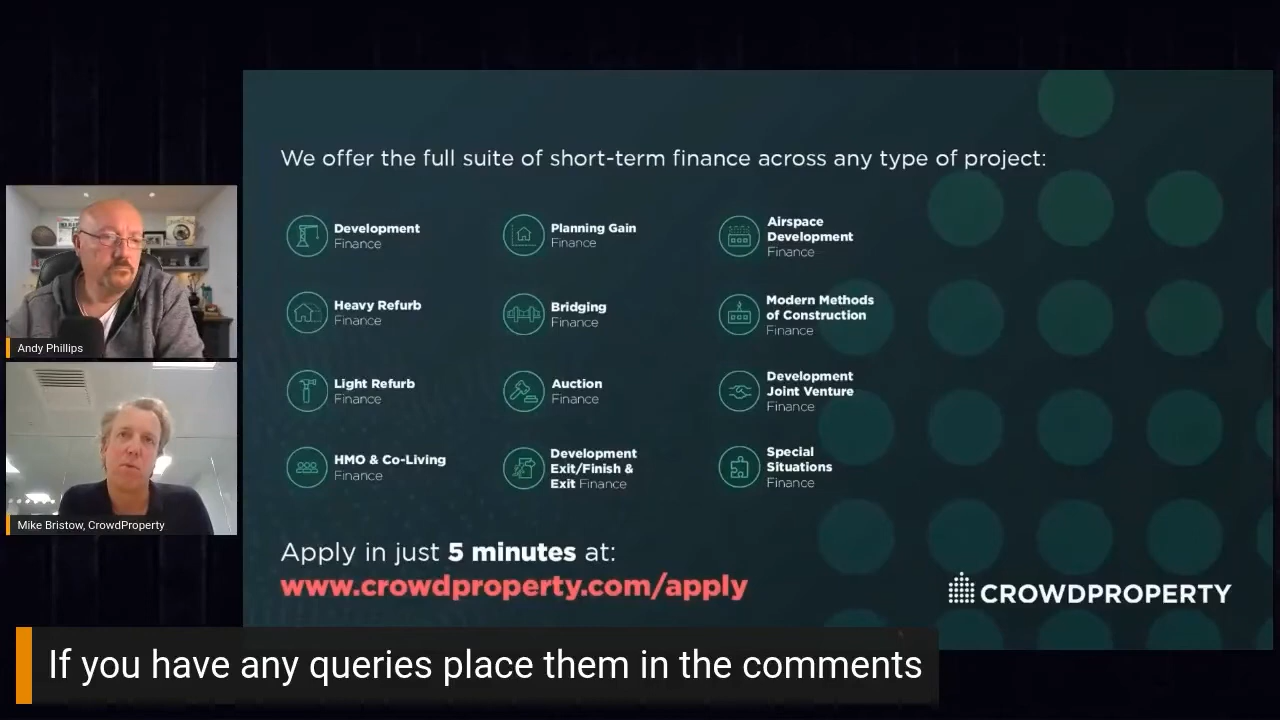 We offer the full suite of short-term finance across any type of project:
Development
Finance
Planning Gain
Finance
Airspace
Development
Finance
Heavy Refurb
Finance
Bridging
Finance
Modern Methods
of Construction
Finance
Light Refurb
Finance
Auction
Finance
Development
Joint Venture
Finance
HMO & Co-Living
Finance
Development
Exit/Finish &
Exit Finance
Special
Situations
Finance
Apply in just 5 minutes at:
www.crowdproperty.com/apply
CROWDPROPERTY
Andy Phillips
Mike Bristow, CrowdProperty
If you have any queries place them in the comments